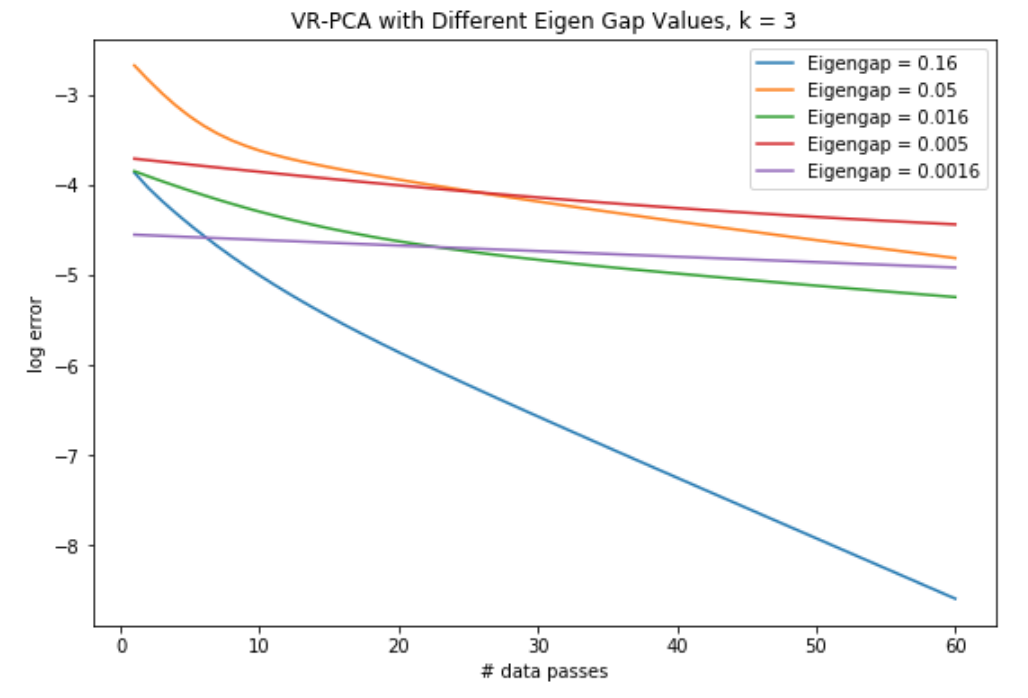 VR-PCA with Different Eigen Gap Values, k = 3
Eigengap = 0.16
Eigengap = 0.05
Eigengap = 0.016
Eigengap = 0.005
Eigengap = 0.0016
log error
−3
−4
−5
−6
−7
−8
0 10 20 30 40 50 60
# data passes